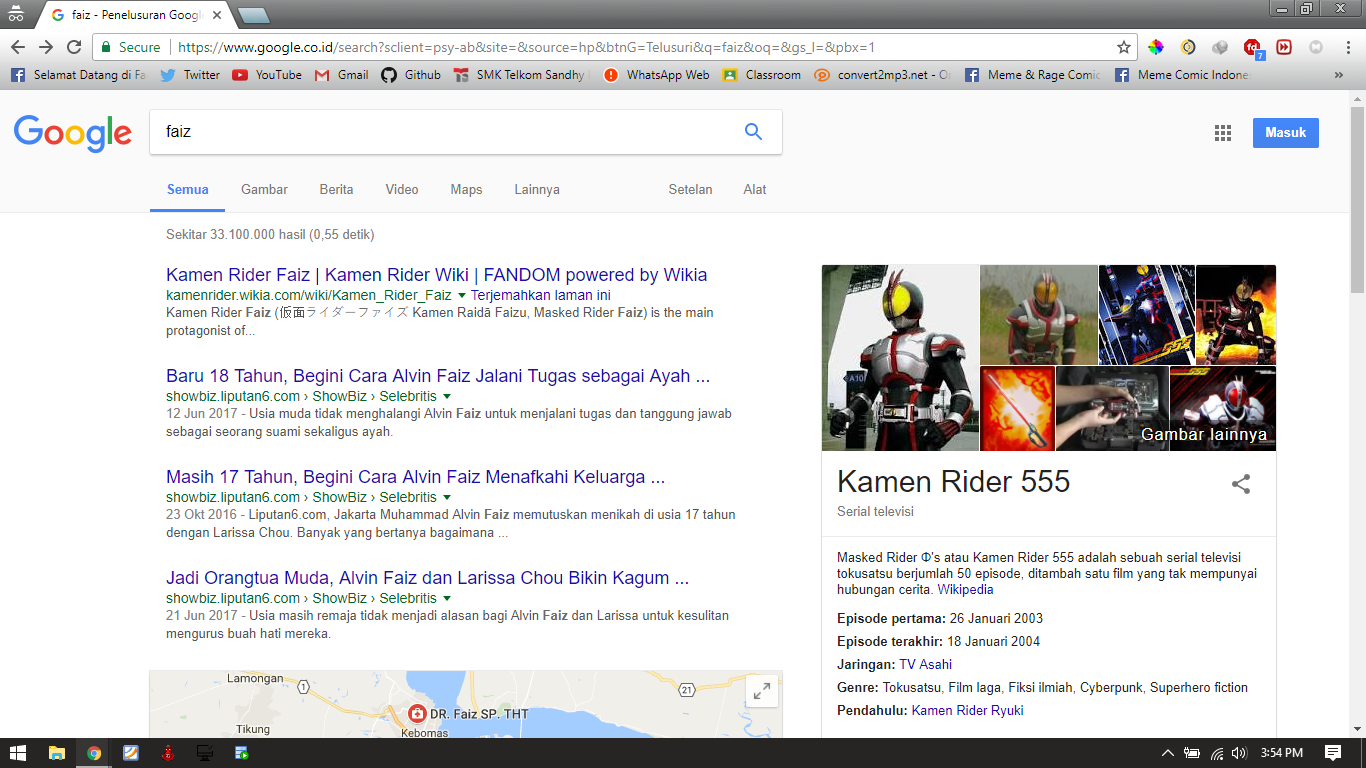 faiz - Penelusuran Googl
Secure
https://www.google.co.id/search?sclient=psy-ab&site=&source=hp&btnG=Telusuri&q=faiz&oq=&gs_l=&pbx=1
fd
7
Selamat Datang di Fa
Twitter
YouTube
Gmail
Github
SMK Telkom Sandhy
WhatsApp Web
Classroom
convert2mp3.net - O
Meme & Rage Comic
Meme Comic Indone
»
Google
faiz
Masuk
Semua
Gambar
Berita
Video
Maps
Lainnya
Setelan
Alat
Sekitar 33.100.000 hasil (0,55 detik)
Kamen Rider Faiz | Kamen Rider Wiki | FANDOM powered by Wikia
kamenrider.wikia.com/wiki/Kamen_Rider_Faiz Terjemahkan laman ini
Kamen Rider Faiz (仮面ライダーファイズ Kamen Raidā Faizu, Masked Rider Faiz) is the main
protagonist of...
Baru 18 Tahun, Begini Cara Alvin Faiz Jalani Tugas sebagai Ayah ...
showbiz.liputan6.com › ShowBiz › Selebritis
12 Jun 2017 - Usia muda tidak menghalangi Alvin Faiz untuk menjalani tugas dan tanggung jawab
sebagai seorang suami sekaligus ayah.
Masih 17 Tahun, Begini Cara Alvin Faiz Menafkahi Keluarga ...
showbiz.liputan6.com › ShowBiz › Selebritis
23 Okt 2016 - Liputan6.com, Jakarta Muhammad Alvin Faiz memutuskan menikah di usia 17 tahun
dengan Larissa Chou. Banyak yang bertanya bagaimana ...
Jadi Orangtua Muda, Alvin Faiz dan Larissa Chou Bikin Kagum ...
showbiz.liputan6.com › ShowBiz › Selebritis
21 Jun 2017 - Usia masih remaja tidak menjadi alasan bagi Alvin Faiz dan Larissa untuk kesulitan
mengurus buah hati mereka.
Lamongan
1
21
DR. Faiz SP. THT
Kebomas
Tikung
A10
555
Gambar lainnya
Kamen Rider 555
Serial televisi
Masked Rider Φ's atau Kamen Rider 555 adalah sebuah serial televisi
tokusatsu berjumlah 50 episode, ditambah satu film yang tak mempunyai
hubungan cerita. Wikipedia
Episode pertama: 26 Januari 2003
Episode terakhir: 18 Januari 2004
Jaringan: TV Asahi
Genre: Tokusatsu, Film laga, Fiksi ilmiah, Cyberpunk, Superhero fiction
Pendahulu: Kamen Rider Ryuki
3:54 PM